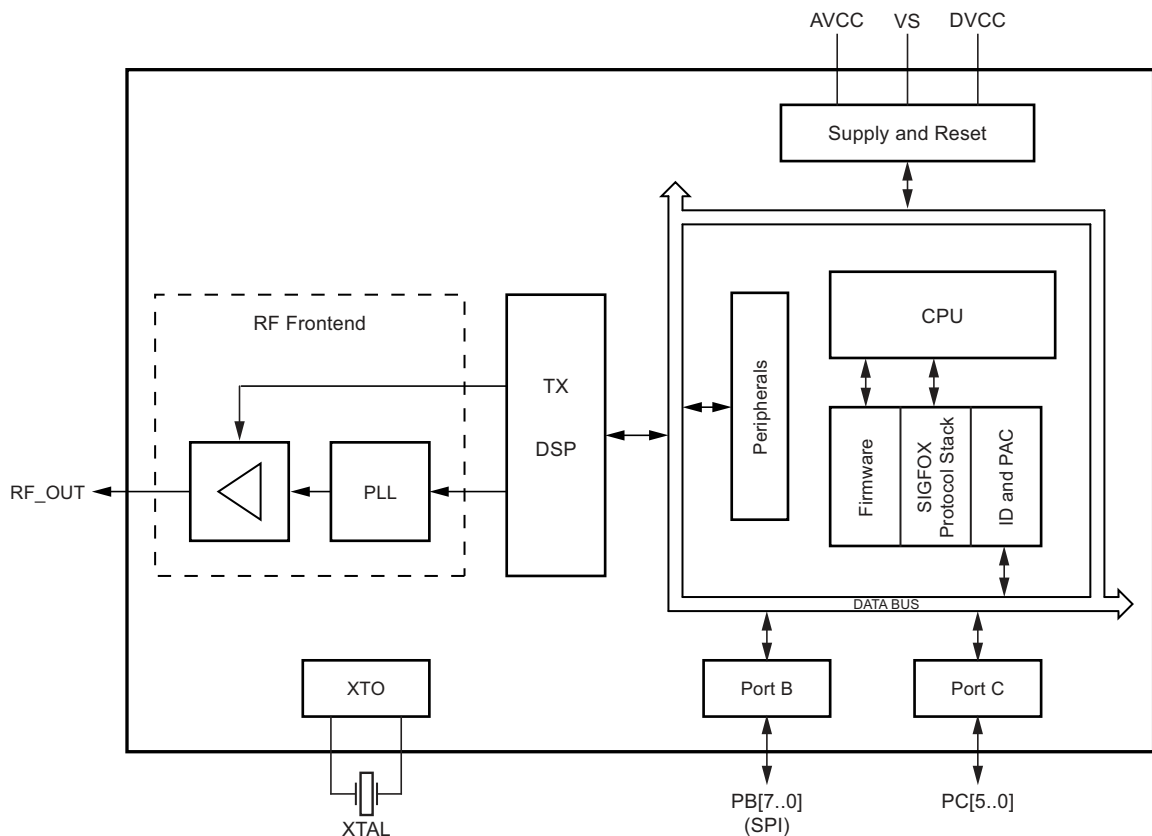 AVCC
VS
DVCC
Supply and Reset
RF Frontend
CPU
TX
DSP
Peripherals
Firmware
SIGFOX
Protocol Stack
ID and PAC
RF_OUT
PLL
DATA BUS
XTO
Port B
Port C
XTAL
PB[7..0]
(SPI)
PC[5..0]